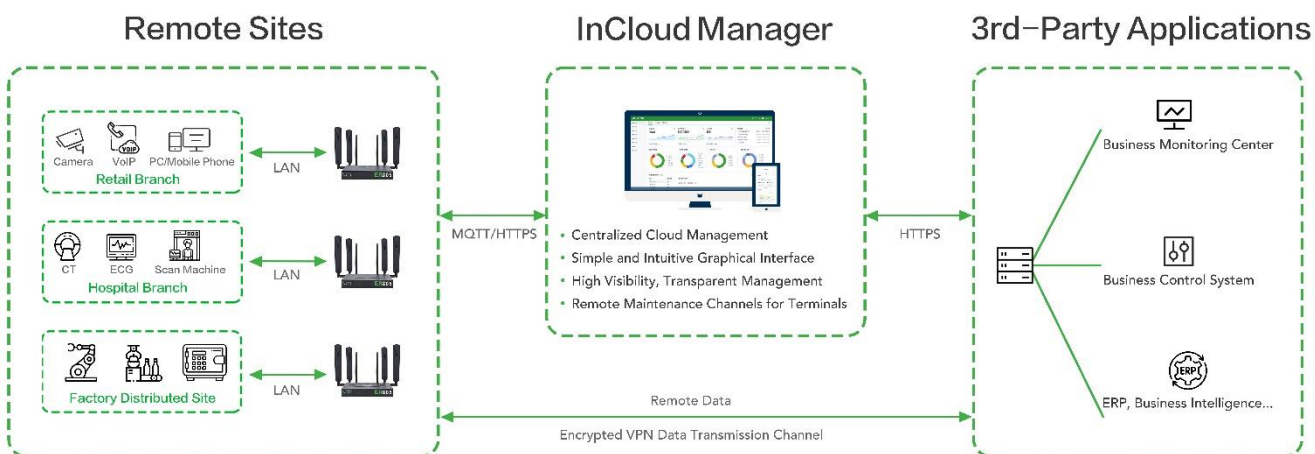 Remote Sites
InCloud Manager
3rd-Party Applications
Camera
VoIP
VOIP
PC/Mobile Phone
Retail Branch
LAN
CT
ECG
Scan Machine
Hospital Branch
LAN
Factory Distributed Site
LAN
MQTT/HTTPS
• Centralized Cloud Management
• Simple and Intuitive Graphical Interface
• High Visibility, Transparent Management
• Remote Maintenance Channels for Terminals
HTTPS
Business Monitoring Center
Business Control System
ERP
ERP, Business Intelligence...
Remote Data
Encrypted VPN Data Transmission Channel